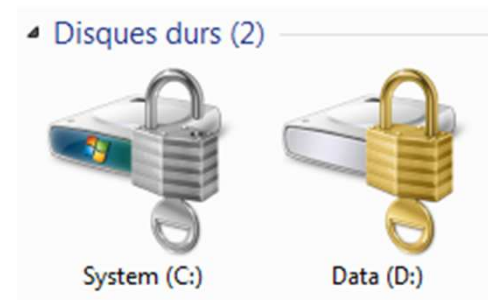 Disques durs (2)
System (C:)
Data (D:)